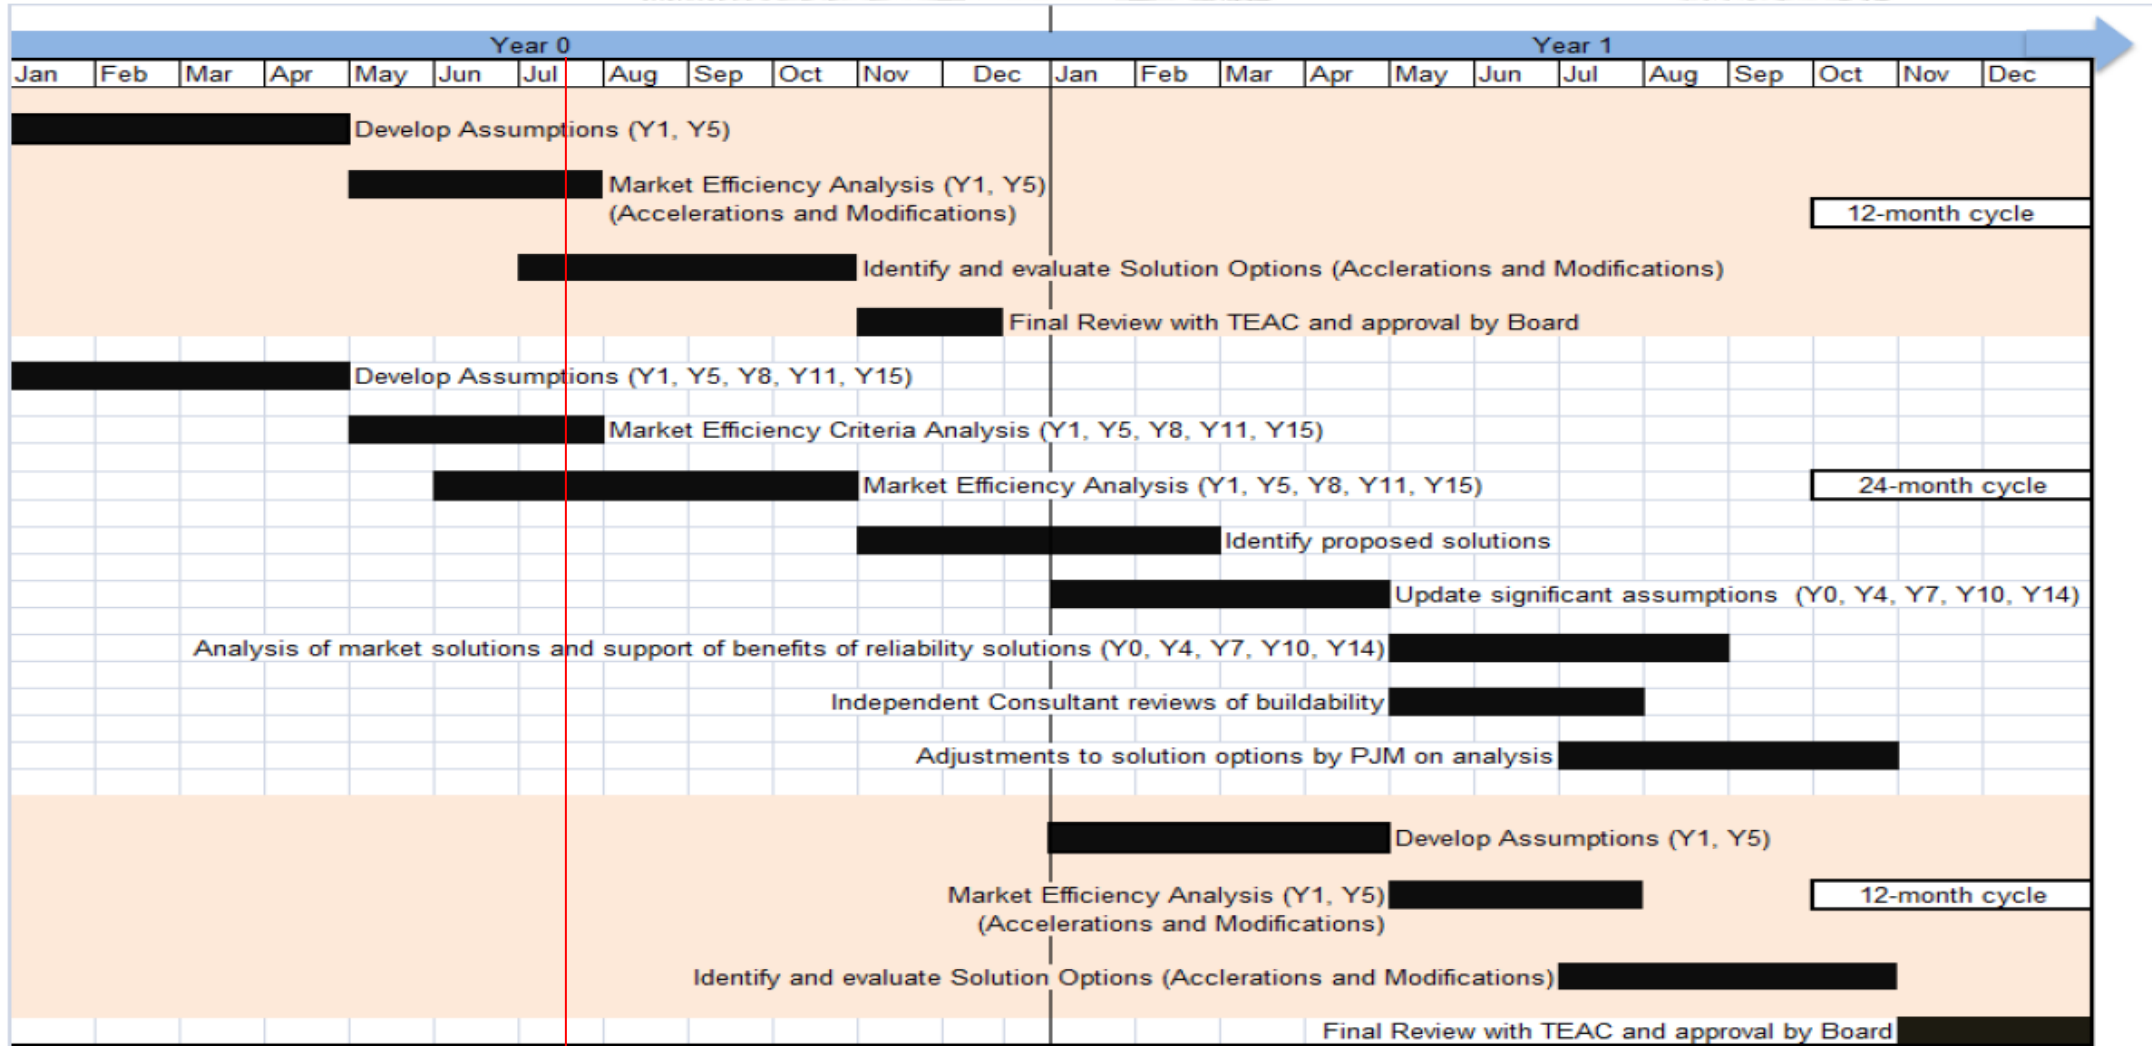 Year 0 Year 1
Jan Feb Mar Apr May Jun Jul Aug Sep Oct Nov Dec Jan Feb Mar Apr May Jun Jul Aug Sep Oct Nov Dec
Develop Assumptions (Y1, Y5)
Market Efficiency Analysis (Y1, Y5)
(Accelerations and Modifications)
12-month cycle
Identify and evaluate Solution Options (Acclerations and Modifications)
Final Review with TEAC and approval by Board
Develop Assumptions (Y1, Y5, Y8, Y11, Y15)
Market Efficiency Criteria Analysis (Y1, Y5, Y8, Y11, Y15)
Market Efficiency Analysis (Y1, Y5, Y8, Y11, Y15)
24-month cycle
Identify proposed solutions
Update significant assumptions (Y0, Y4, Y7, Y10, Y14)
Analysis of market solutions and support of benefits of reliability solutions (Y0, Y4, Y7, Y10, Y14)
Independent Consultant reviews of buildability
Adjustments to solution options by PJM on analysis
Develop Assumptions (Y1, Y5)
Market Efficiency Analysis (Y1, Y5)
(Accelerations and Modifications)
12-month cycle
Identify and evaluate Solution Options (Acclerations and Modifications)
Final Review with TEAC and approval by Board